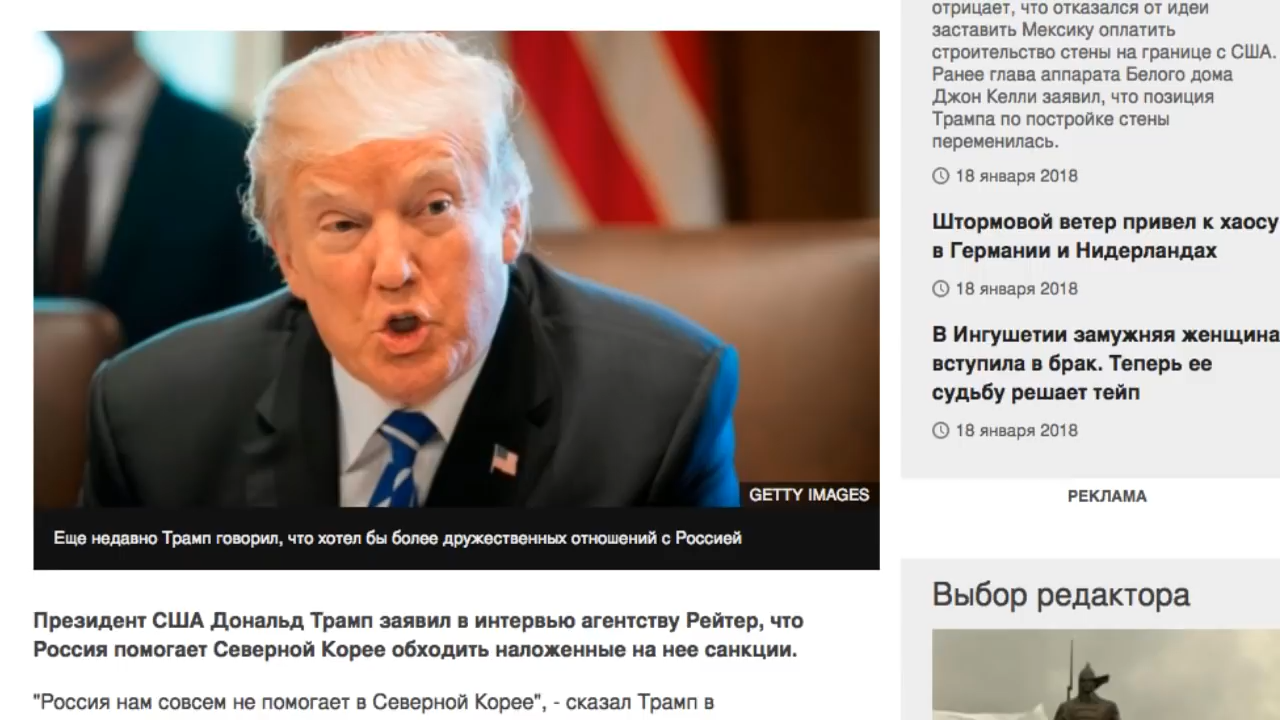 GETTY IMAGES
Еще недавно Трамп говорил, что хотел бы более дружественных отношений с Россией
Президент США Дональд Трамп заявил в интервью агентству Рейтер, что
Россия помогает Северной Корее обходить наложенные на нее санкции.
"Россия нам совсем не помогает в Северной Корее", - сказал Трамп в
отрицает, что отказался от идеи
заставить Мексику оплатить
строительство стены на границе с США.
Ранее глава аппарата Белого дома
Джон Келли заявил, что позиция
Трампа по постройке стены
переменилась.
18 января 2018
Штормовой ветер привел к хаосу
в Германии и Нидерландах
18 января 2018
В Ингушетии замужняя женщина
вступила в брак. Теперь ее
судьбу решает тейп
18 января 2018
РЕКЛАМА
Выбор редактора